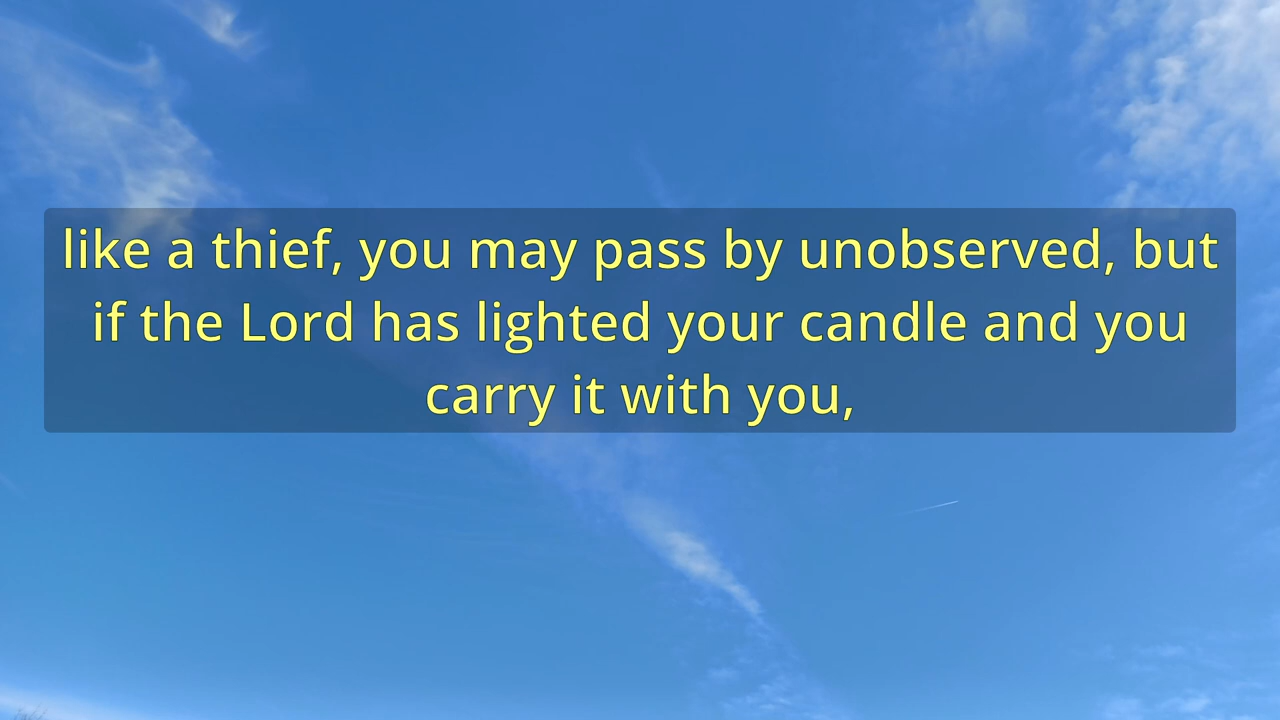 like a thief, you may pass by unobserved, but
if the Lord has lighted your candle and you
carry it with you,